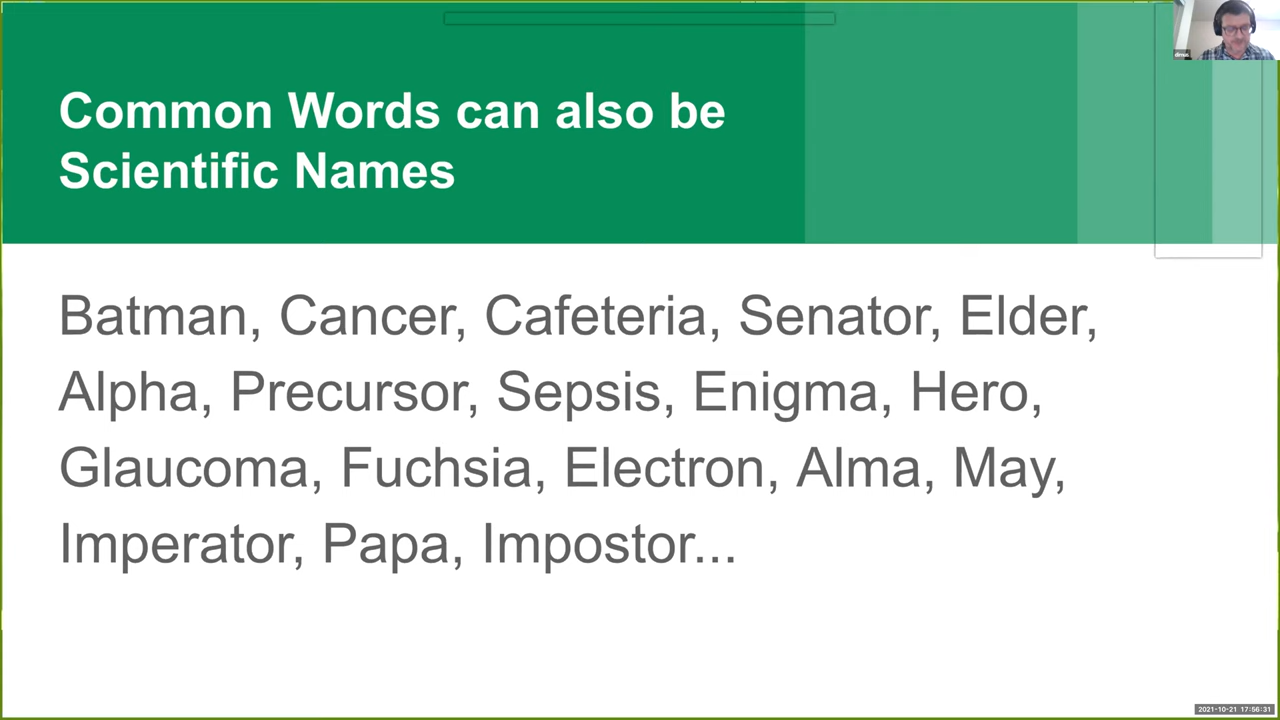 dimus
Common Words can also be
Scientific Names
Batman, Cancer, Cafeteria, Senator, Elder,
Alpha, Precursor, Sepsis, Enigma, Hero,
Glaucoma, Fuchsia, Electron, Alma, May,
Imperator, Papa, Impostor...
2021-10-21 17:56:31